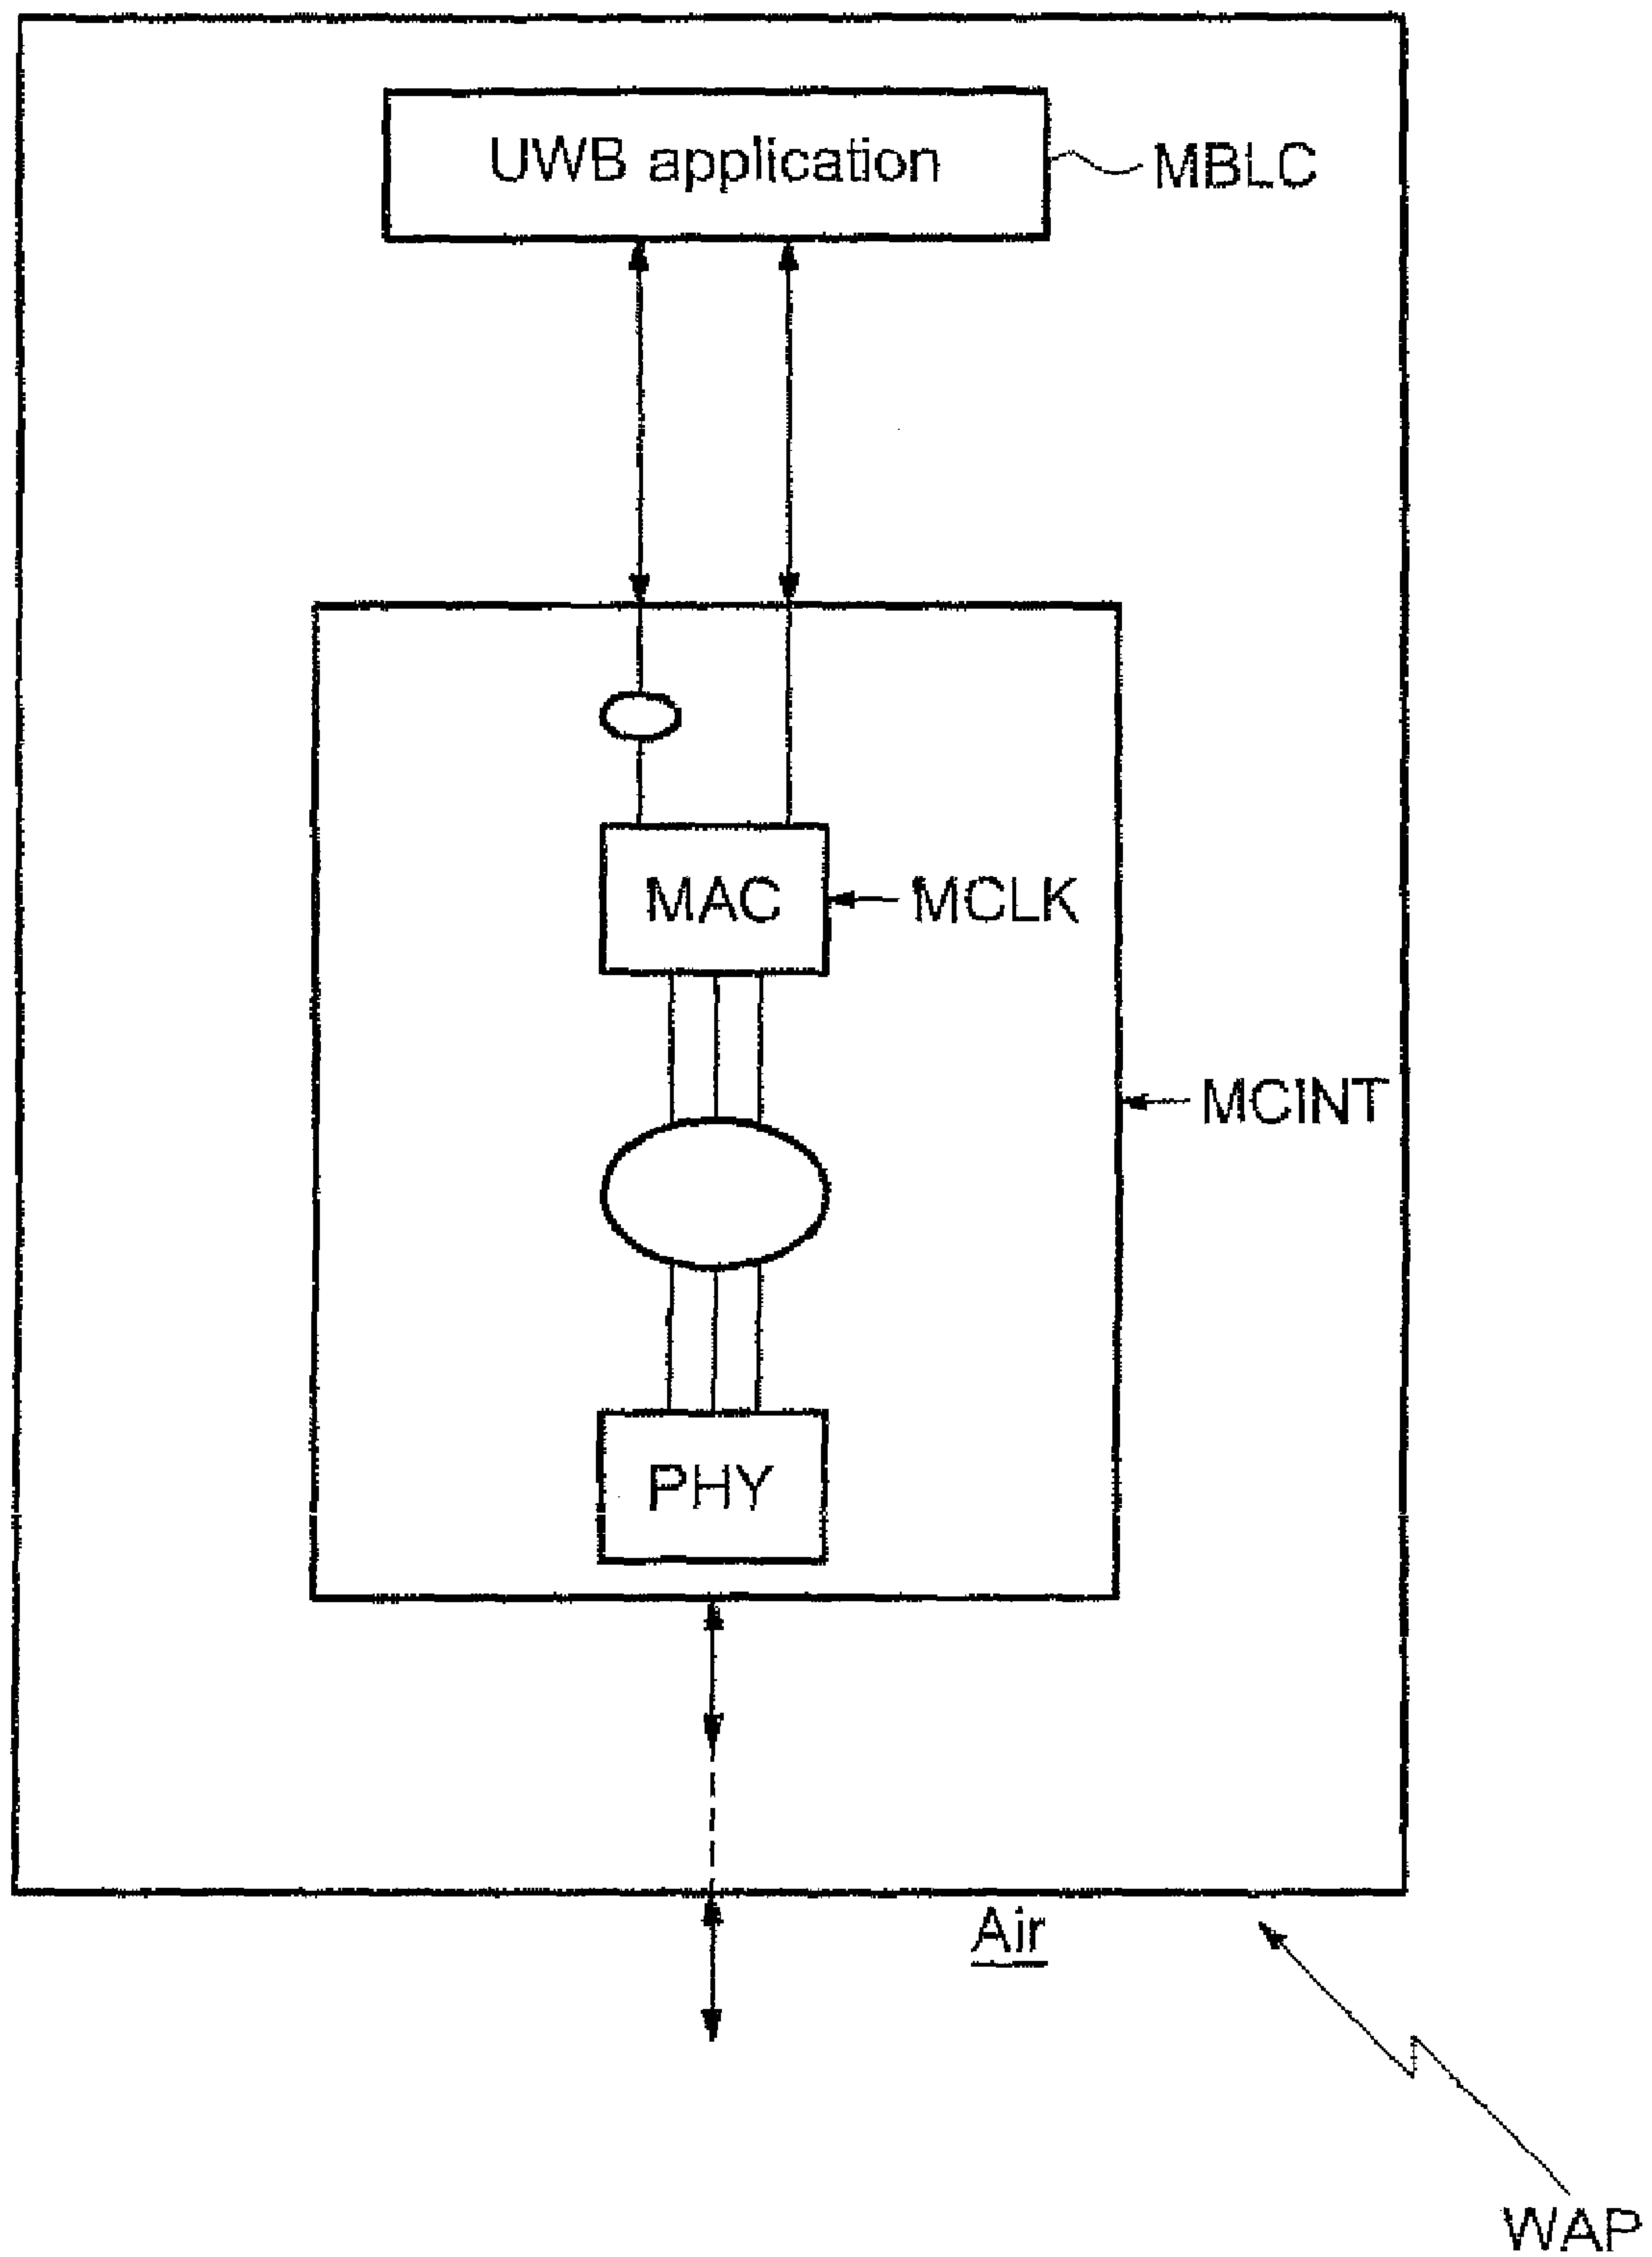 UWB application
MBLC
MAC
MCLK
MCINT
PHY
Air
WAP